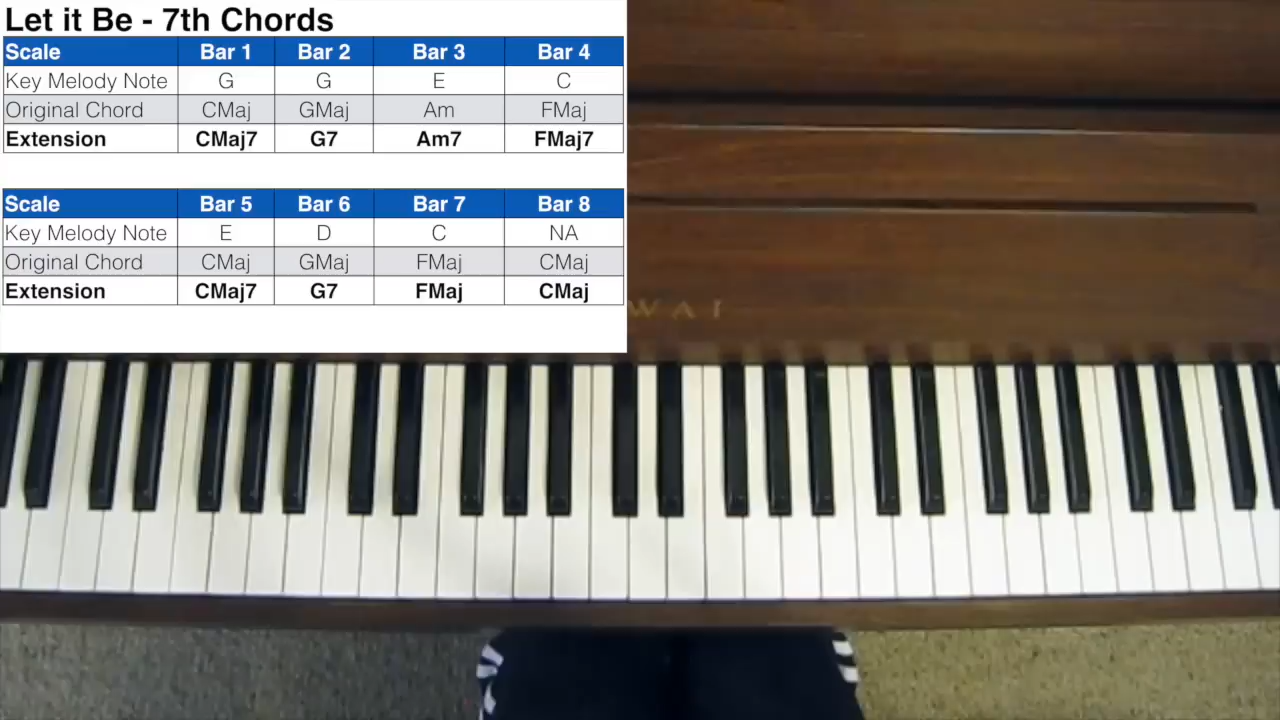 Let it Be - 7th Chords
Scale Bar 1 Bar 2 Bar 3 Bar 4
Key Melody Note G G E C
Original Chord CMaj GMaj Am FMaj
Extension CMaj7 G7 Am7 FMaj7
Scale Bar 5 Bar 6 Bar 7 Bar 8
Key Melody Note E D C NA
Original Chord CMaj GMaj FMaj CMaj
Extension CMaj7 G7 FMaj CMaj
WAI